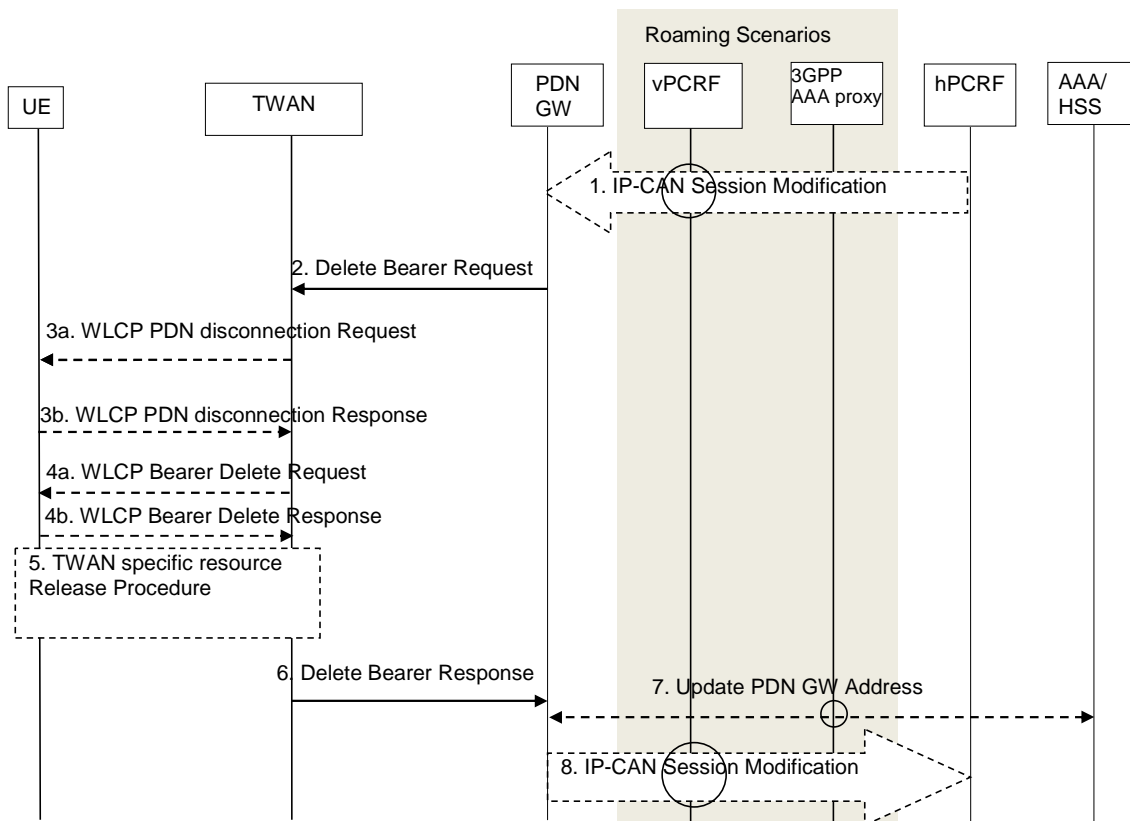 Roaming Scenarios
UE
TWAN
PDN
GW
vPCRF
3GPP
AAA proxy
hPCRF
AAA/
HSS
1. IP-CAN Session Modification
2. Delete Bearer Request
3a. WLCP PDN disconnection Request
3b. WLCP PDN disconnection Response
4a. WLCP Bearer Delete Request
4b. WLCP Bearer Delete Response
5. TWAN specific resource
Release Procedure
6. Delete Bearer Response
7. Update PDN GW Address
8. IP-CAN Session Modification